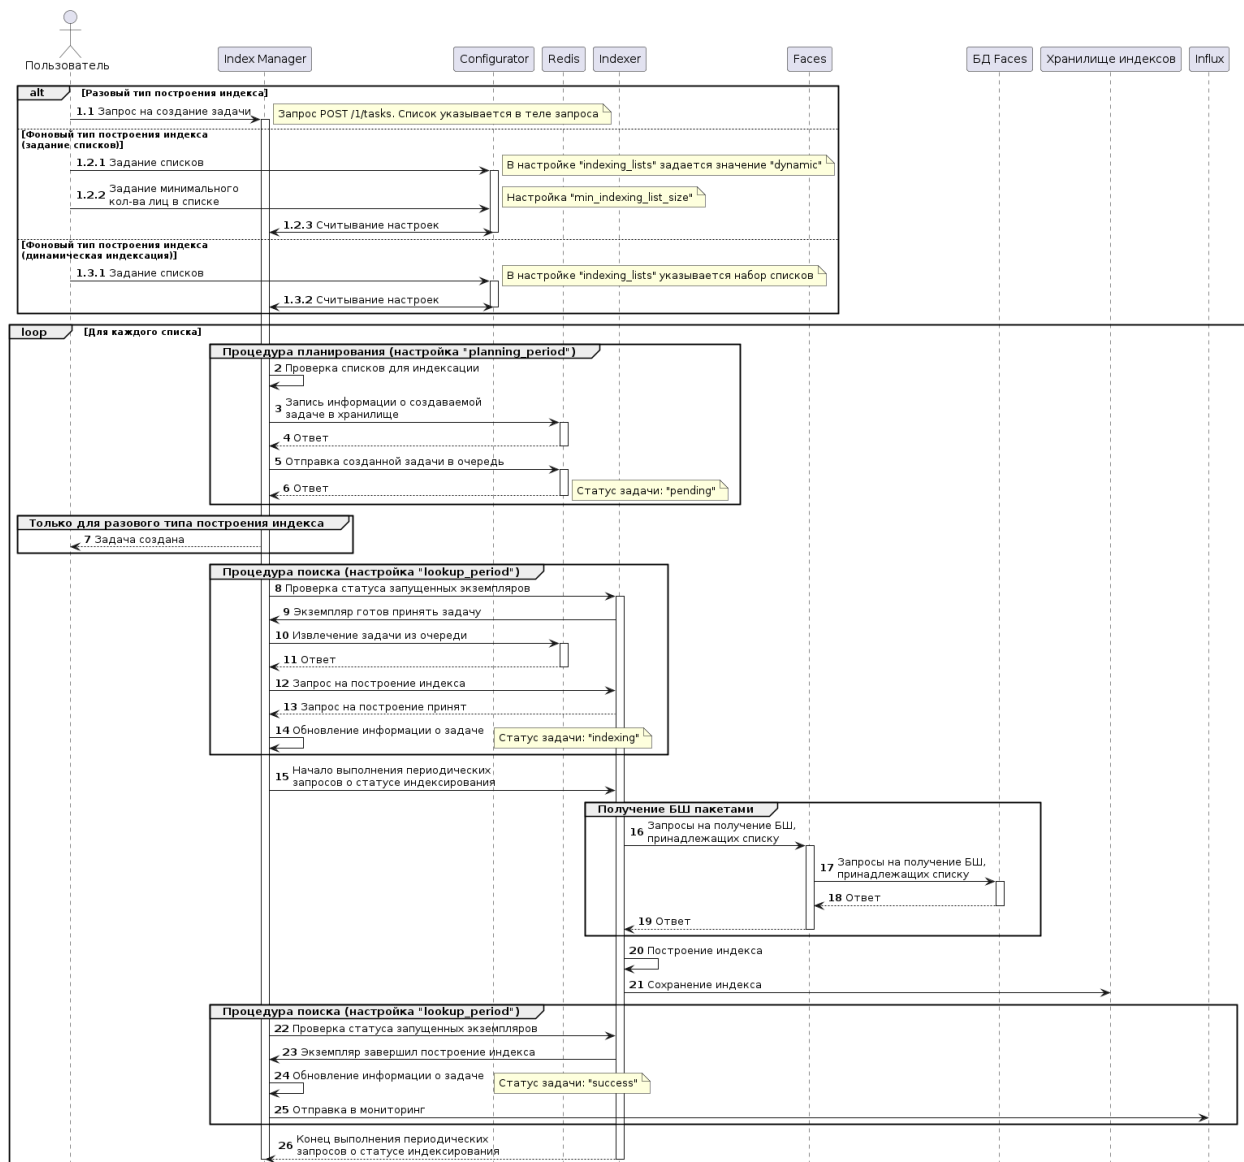 Пользователь
Index Manager
Configurator
Redis
Indexer
Faces
БД Faces
Хранилище индексов
Influx
alt
[Разовый тип построения индекса]
1.1 Запрос на создание задачи
Запрос POST /1/tasks. Список указывается в теле запроса
[Фоновый тип построения индекса
(задание списков)]
1.2.1 Задание списков
В настройке "indexing_lists" задается значение "dynamic"
1.2.2 Задание минимального
кол-ва лиц в списке
Настройка "min_indexing_list_size"
1.2.3 Считывание настроек
[Фоновый тип построения индекса
(динамическая индексация)]
1.3.1 Задание списков
В настройке "indexing_lists" указывается набор списков
1.3.2 Считывание настроек
loop
[Для каждого списка]
Процедура планирования (настройка "planning_period")
2 Проверка списков для индексации
3 Запись информации о создаваемой
задаче в хранилище
4 Ответ
5 Отправка созданной задачи в очередь
6 Ответ
Статус задачи: "pending"
Только для разового типа построения индекса
7 Задача создана
Процедура поиска (настройка "lookup_period")
8 Проверка статуса запущенных экземпляров
9 Экземпляр готов принять задачу
10 Извлечение задачи из очереди
11 Ответ
12 Запрос на построение индекса
13 Запрос на построение принят
14 Обновление информации о задаче
Статус задачи: "indexing"
15 Начало выполнения периодических
запросов о статусе индексирования
Получение БШ пакетами
16 Запросы на получение БШ,
принадлежащих списку
17 Запросы на получение БШ,
принадлежащих списку
18 Ответ
19 Ответ
20 Построение индекса
21 Сохранение индекса
Процедура поиска (настройка "lookup_period")
22 Проверка статуса запущенных экземпляров
23 Экземпляр завершил построение индекса
24 Обновление информации о задаче
Статус задачи: "success"
25 Отправка в мониторинг
26 Конец выполнения периодических
запросов о статусе индексирования